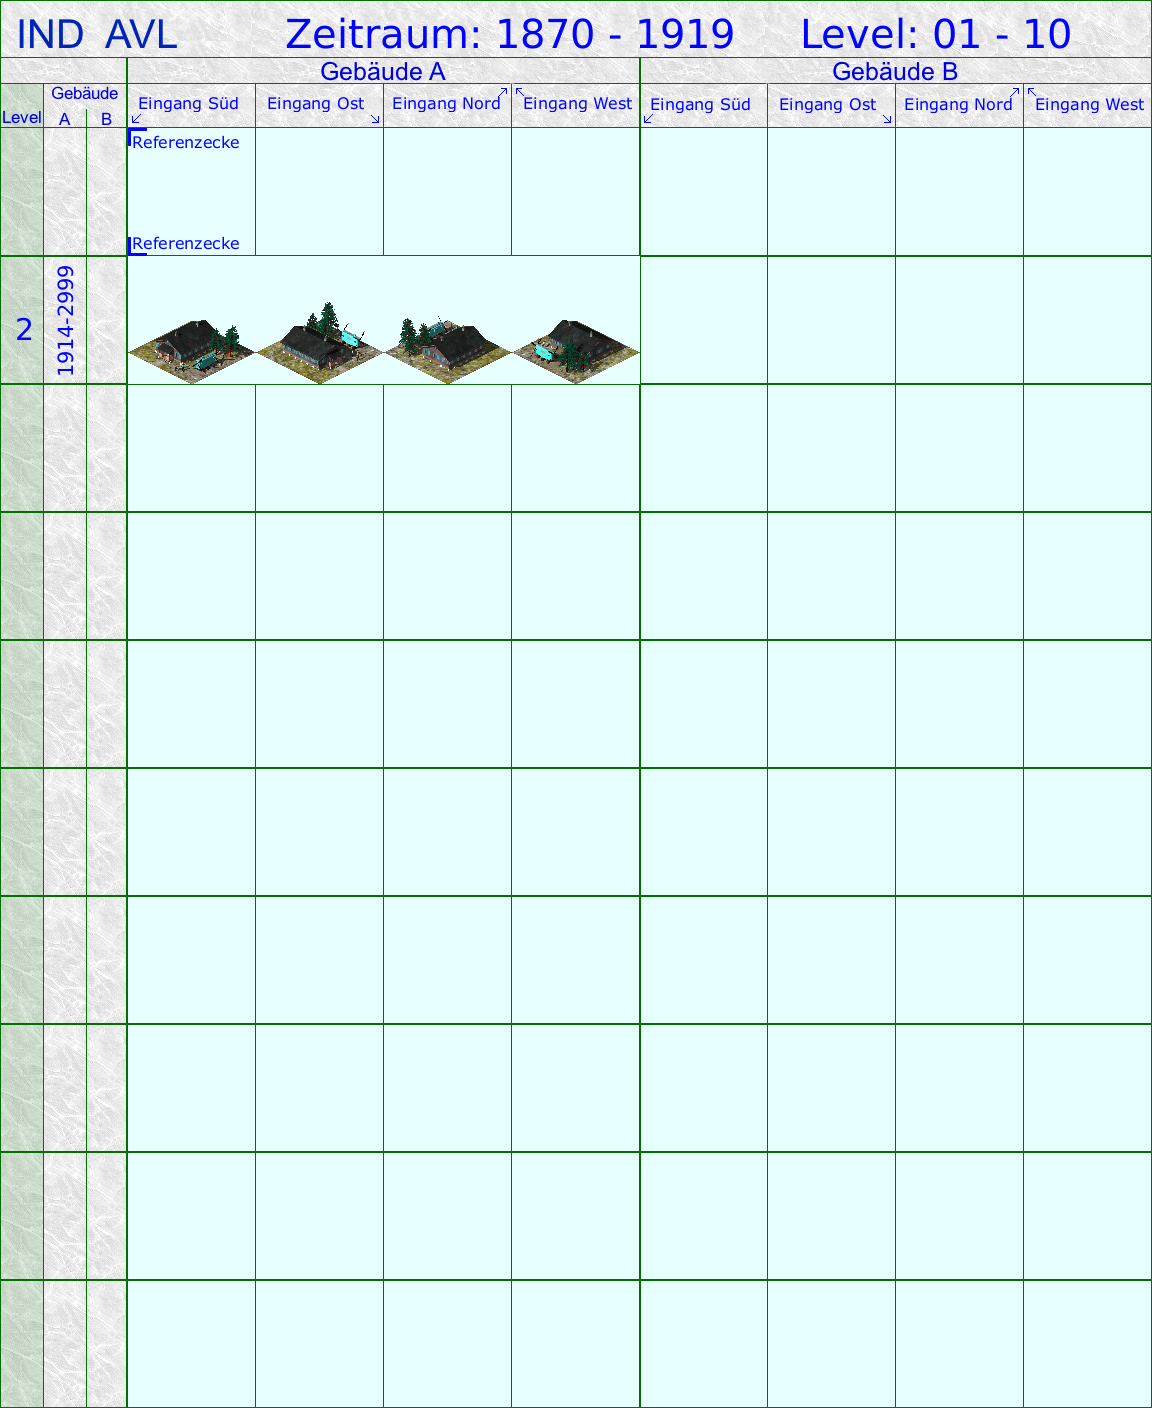 IND AVL Zeitraum: 1870 - 1919 Level: 01 - 10
Gebäude A Gebäude B
Level Gebäude A B Eingang Süd Eingang Ost Eingang Nord Eingang West Eingang Süd Eingang Ost Eingang Nord Eingang West
Referenzecke
Referenzecke
2 1914-2999